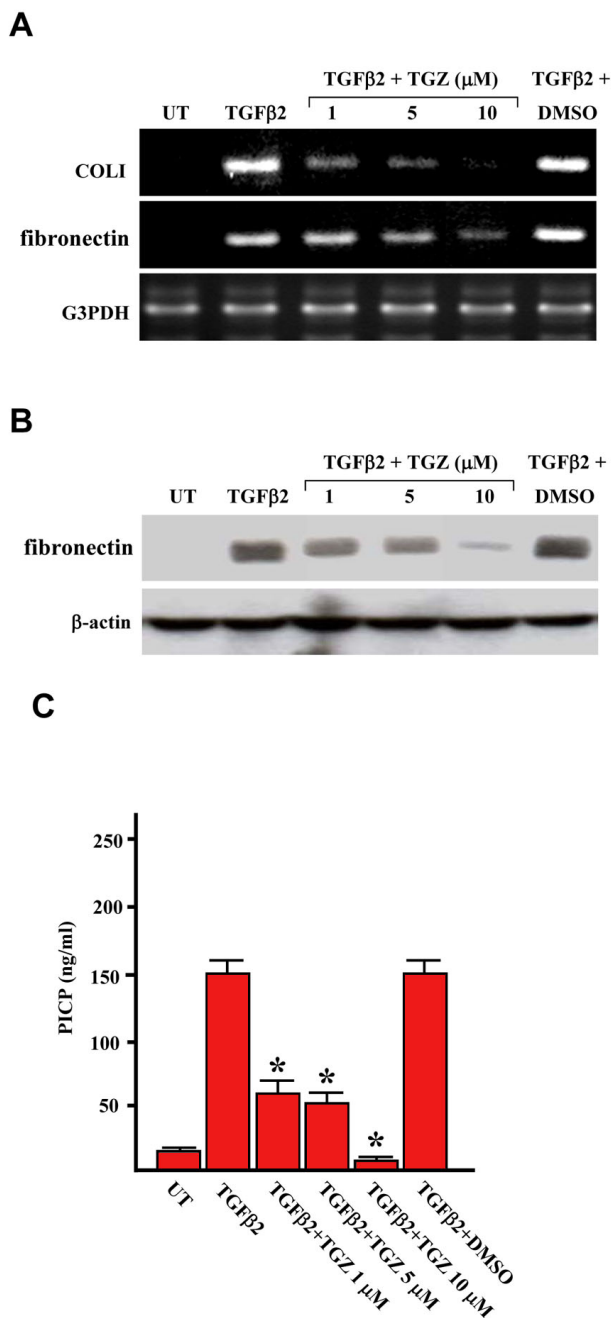 A
TGFβ2 + TGZ (μM) TGFβ2 +
UT TGFβ2 1 5 10 DMSO
COLI
fibronectin
G3PDH
B
TGFβ2 + TGZ (μM) TGFβ2 +
UT TGFβ2 1 5 10 DMSO
fibronectin
β-actin
C
250
200
150
100
50
PICP (ng/ml)
* * *
UT
TGFβ2
TGFβ2+TGZ 1 μM
TGFβ2+TGZ 5 μM
TGFβ2+TGZ 10 μM
TGFβ2+DMSO